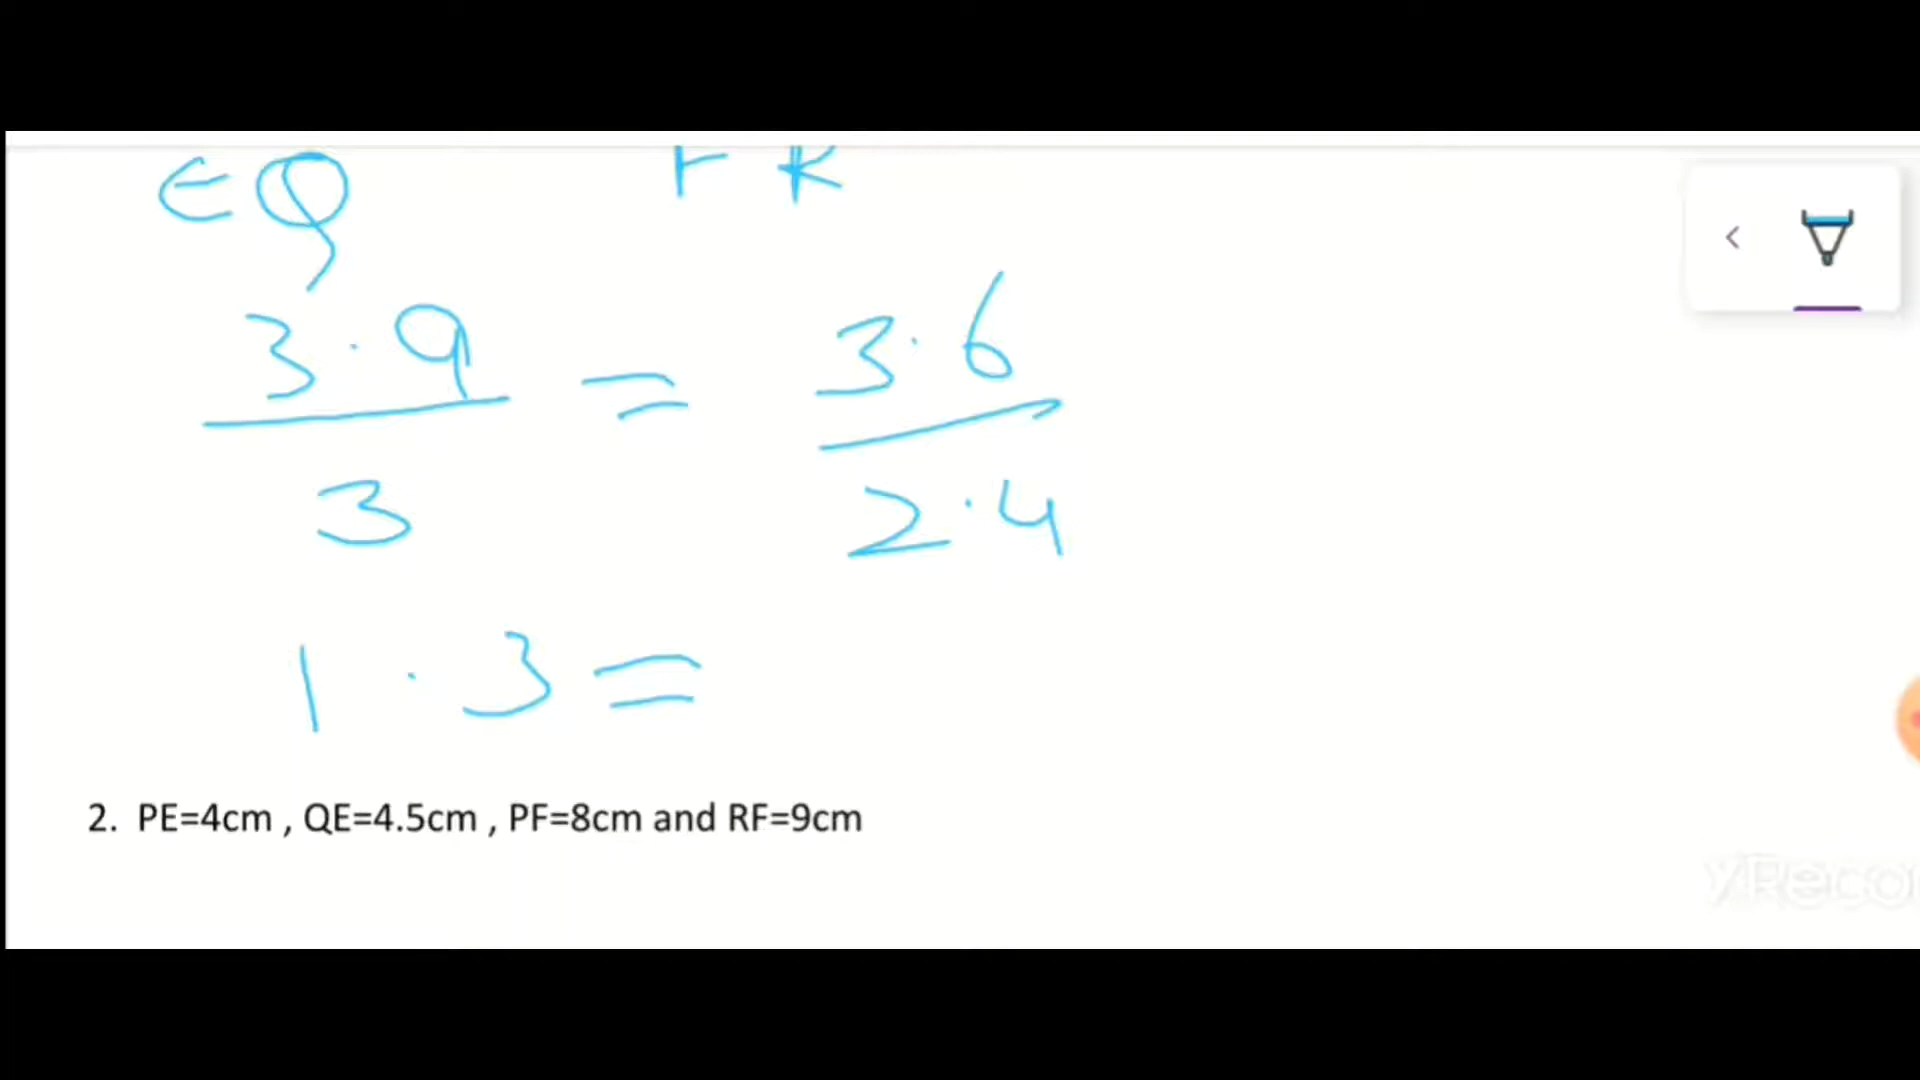 EQ FR
3.9 = 3.6
3 2.4
1.3 =
2. PE=4cm , QE=4.5cm , PF=8cm and RF=9cm